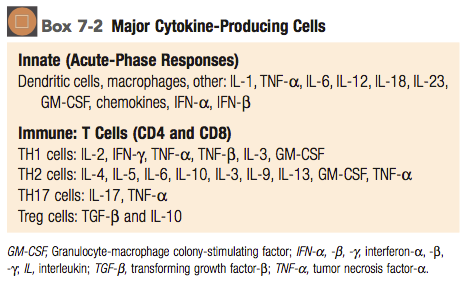 Box 7-2 Major Cytokine-Producing Cells
Innate (Acute-Phase Responses)
Dendritic cells, macrophages, other: IL-1, TNF-α, IL-6, IL-12, IL-18, IL-23,
GM-CSF, chemokines, IFN-α, IFN-β
Immune: T Cells (CD4 and CD8)
TH1 cells: IL-2, IFN-γ, TNF-α, TNF-β, IL-3, GM-CSF
TH2 cells: IL-4, IL-5, IL-6, IL-10, IL-3, IL-9, IL-13, GM-CSF, TNF-α
TH17 cells: IL-17, TNF-α
Treg cells: TGF-β and IL-10
GM-CSF, Granulocyte-macrophage colony-stimulating factor; IFN-α, -β, -γ, interferon-α, -β,
-γ; IL, interleukin; TGF-β, transforming growth factor-β; TNF-α, tumor necrosis factor-α.